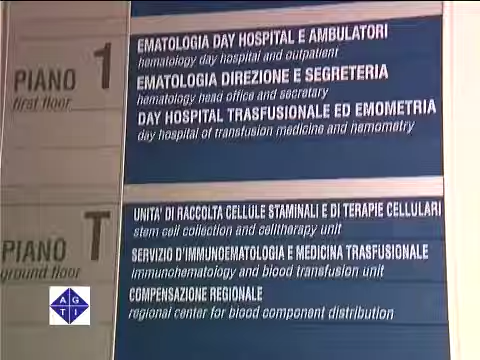 PIANO 1
first floor
EMATOLOGIA DAY HOSPITAL E AMBULATORI
hematology day hospital and outpatient
EMATOLOGIA DIREZIONE E SEGRETERIA
hematology head office and secretary
DAY HOSPITAL TRASFUSIONALE ED EMOMETRIA
day hospital of transfusion medicine and hemometry
PIANO T
ground floor
UNITA' DI RACCOLTA CELLULE STAMINALI E DI TERAPIE CELLULARI
stem cell collection and celltherapy unit
SERVIZIO D'IMMUNOEMATOLOGIA E MEDICINA TRASFUSIONALE
immunohematology and blood transfusion unit
COMPENSAZIONE REGIONALE
regional center for blood component distribution
A G
T I